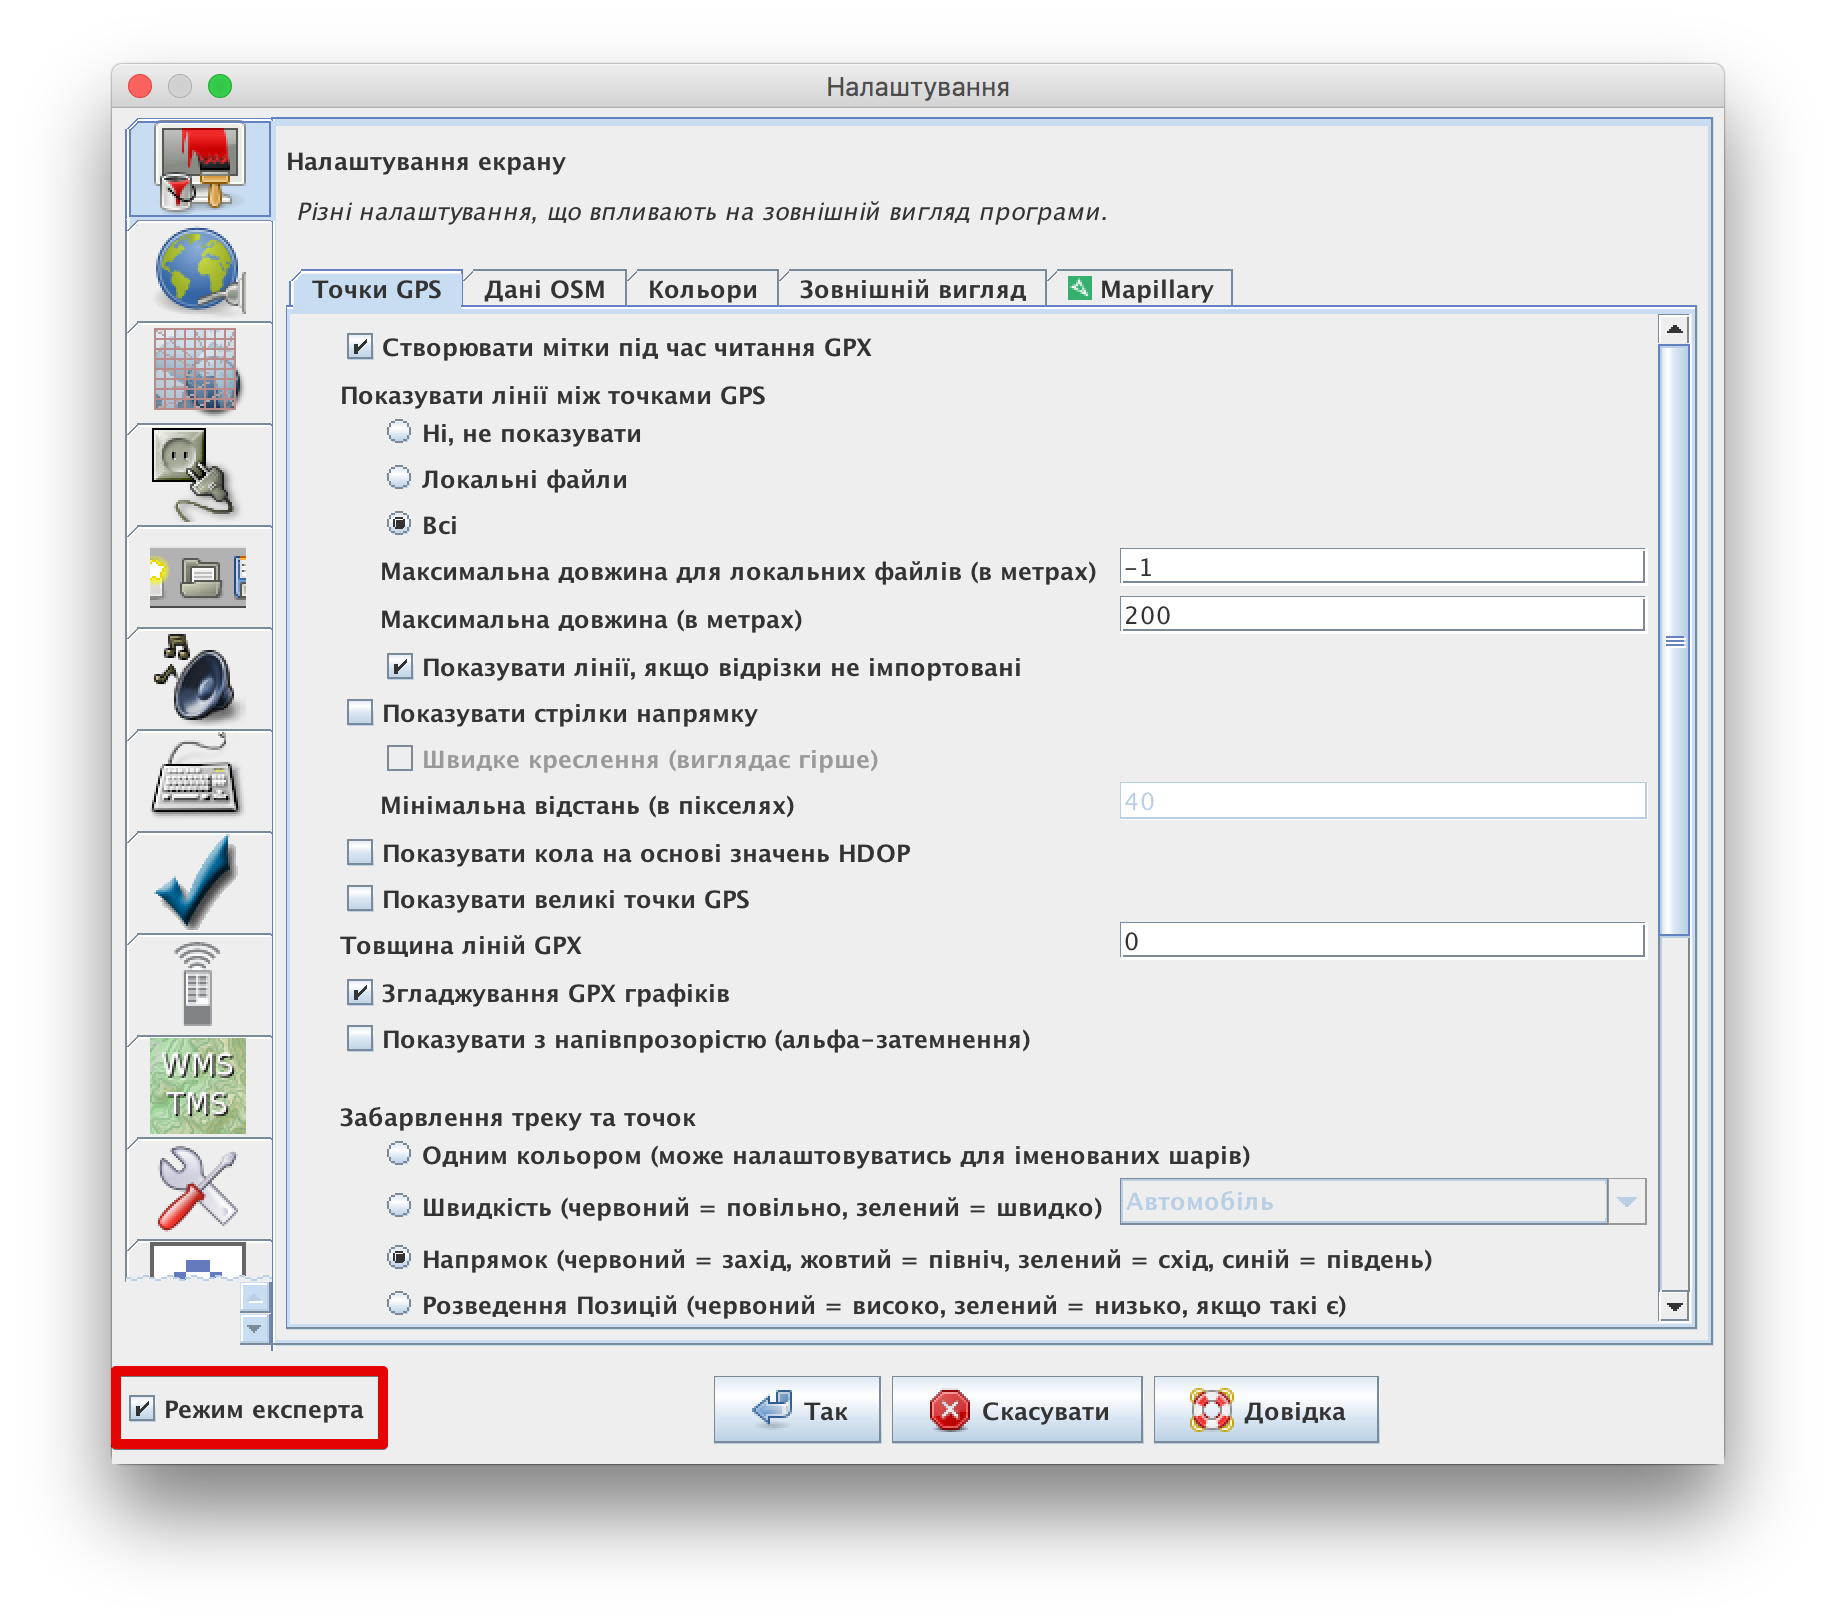 Налаштування
Налаштування екрану
Різні налаштування, що впливають на зовнішній вигляд програми.
Точки GPS
Дані OSM
Кольори
Зовнішній вигляд
Mapillary
Створювати мітки під час читання GPX
Показувати лінії між точками GPS
Ні, не показувати
Локальні файли
Всі
Максимальна довжина для локальних файлів (в метрах)
-1
Максимальна довжина (в метрах)
200
Показувати лінії, якщо відрізки не імпортовані
Показувати стрілки напрямку
Швидке креслення (виглядає гірше)
Мінімальна відстань (в пікселях)
40
Показувати кола на основі значень HDOP
Показувати великі точки GPS
Товщина ліній GPX
0
Згладжування GPX графіків
Показувати з напівпрозорістю (альфа-затемнення)
WMS
TMS
Забарвлення треку та точок
Одним кольором (може налаштовуватись для іменованих шарів)
Швидкість (червоний = повільно, зелений = швидко)
Автомобіль
Напрямок (червоний = захід, жовтий = північ, зелений = схід, синій = південь)
Розведення Позицій (червоний = високо, зелений = низько, якщо такі є)
Режим експерта
Так
Скасувати
Довідка